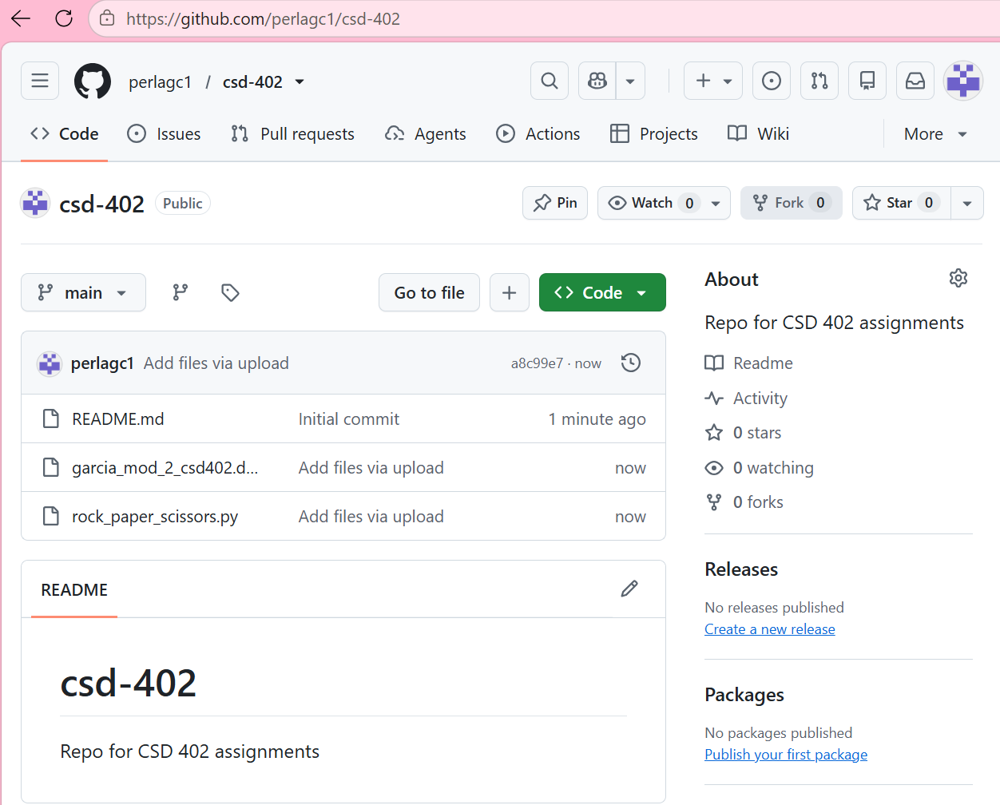 https://github.com/perlagc1/csd-402
perlagc1 / csd-402
Code Issues Pull requests Agents Actions Projects Wiki More
csd-402 Public Pin Watch 0 Fork 0 Star 0
main Go to file Code
perlagc1 Add files via upload a8c99e7 · now
README.md Initial commit 1 minute ago
garcia_mod_2_csd402.d... Add files via upload now
rock_paper_scissors.py Add files via upload now
README
csd-402
Repo for CSD 402 assignments
About
Repo for CSD 402 assignments
Readme
Activity
0 stars
0 watching
0 forks
Releases
No releases published
Create a new release
Packages
No packages published
Publish your first package